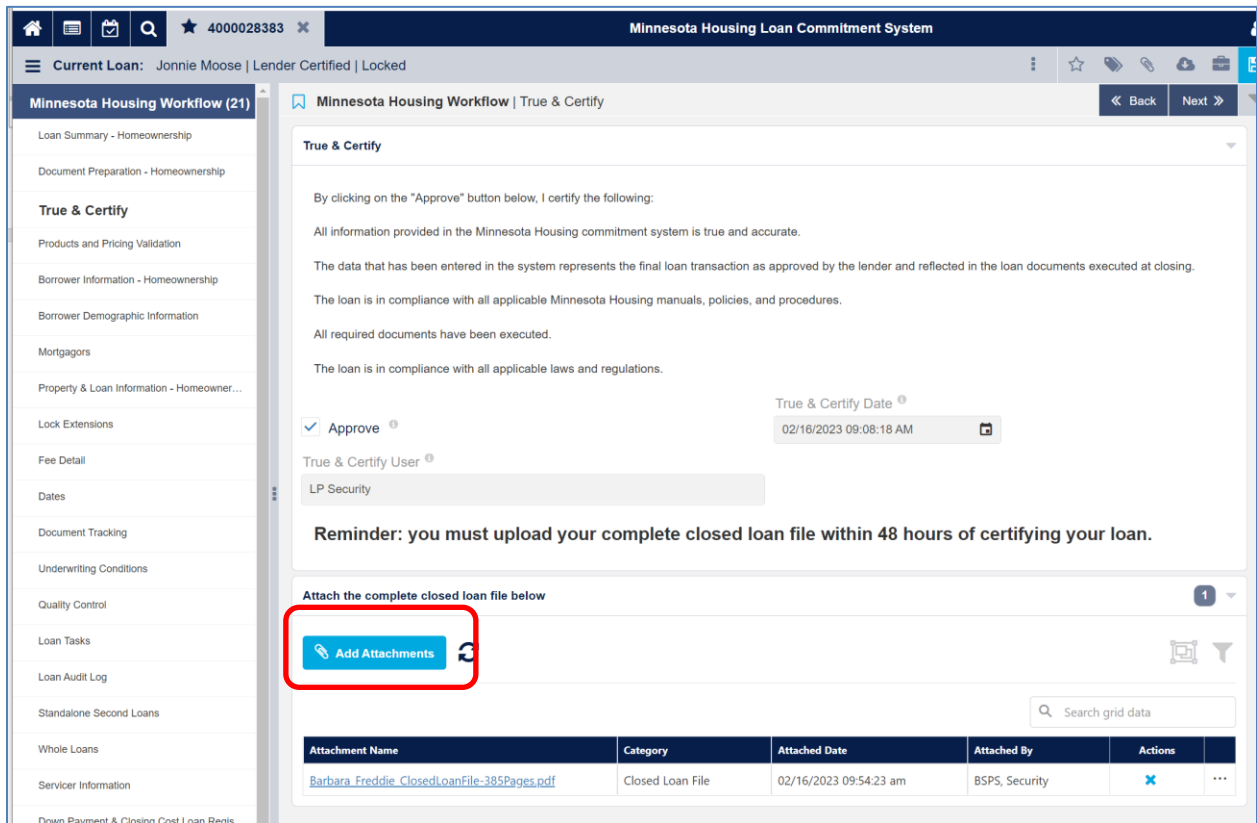 4000028383
Minnesota Housing Loan Commitment System
Current Loan: Jonnie Moose | Lender Certified | Locked
Minnesota Housing Workflow (21)
Loan Summary - Homeownership
Document Preparation - Homeownership
True & Certify
Products and Pricing Validation
Borrower Information - Homeownership
Borrower Demographic Information
Mortgagors
Property & Loan Information - Homeowner...
Lock Extensions
Fee Detail
Dates
Document Tracking
Underwriting Conditions
Quality Control
Loan Tasks
Loan Audit Log
Standalone Second Loans
Whole Loans
Servicer Information
Down Payment & Closing Cost Loan Regis
Minnesota Housing Workflow | True & Certify
Back
Next
True & Certify
By clicking on the "Approve" button below, I certify the following:
All information provided in the Minnesota Housing commitment system is true and accurate.
The data that has been entered in the system represents the final loan transaction as approved by the lender and reflected in the loan documents executed at closing.
The loan is in compliance with all applicable Minnesota Housing manuals, policies, and procedures.
All required documents have been executed.
The loan is in compliance with all applicable laws and regulations.
Approve
True & Certify Date
02/16/2023 09:08:18 AM
True & Certify User
LP Security
Reminder: you must upload your complete closed loan file within 48 hours of certifying your loan.
Attach the complete closed loan file below
1
Add Attachments
Search grid data
Attachment Name Category Attached Date Attached By Actions
Barbara_Freddie_ClosedLoanFile-385Pages.pdf Closed Loan File 02/16/2023 09:54:23 am BSPS, Security